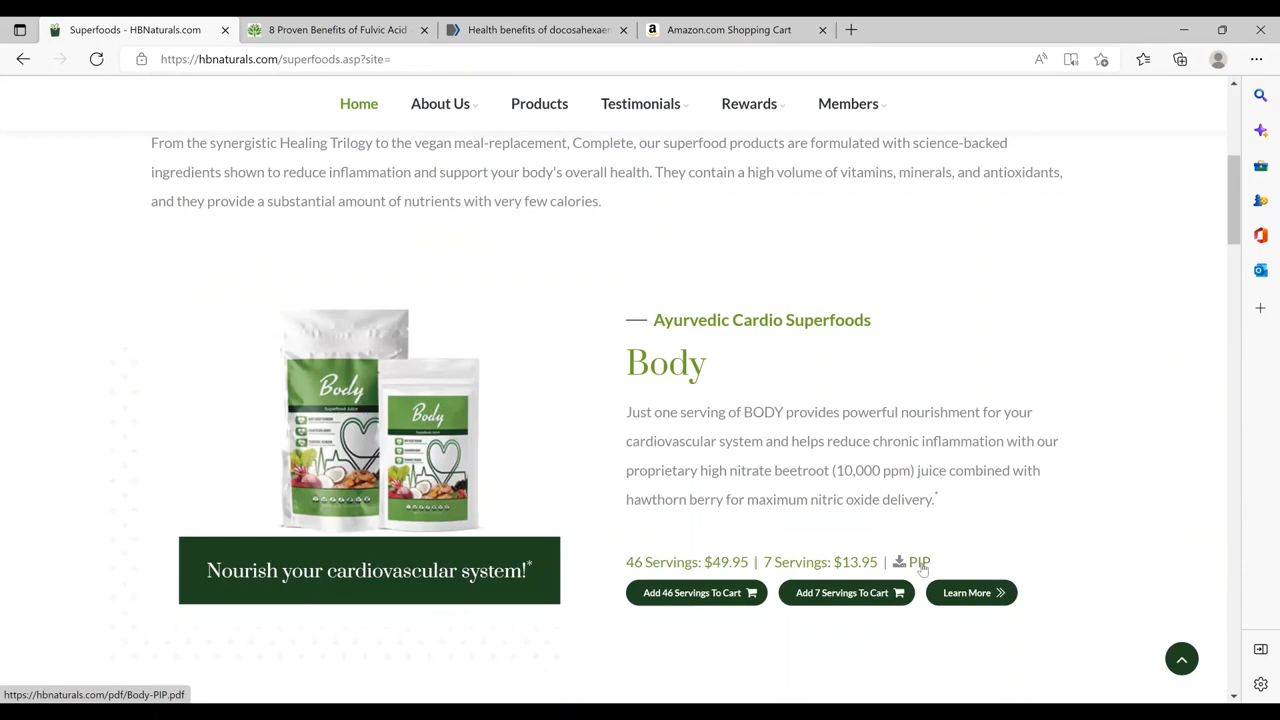 Superfoods - HBNaturals.com
8 Proven Benefits of Fulvic Acid
Health benefits of docosahexaen
Amazon.com Shopping Cart
https://hbnaturals.com/superfoods.asp?site=
Home
About Us
Products
Testimonials
Rewards
Members
From the synergistic Healing Trilogy to the vegan meal-replacement, Complete, our superfood products are formulated with science-backed
ingredients shown to reduce inflammation and support your body's overall health. They contain a high volume of vitamins, minerals, and antioxidants,
and they provide a substantial amount of nutrients with very few calories.
Body
Body
Ayurvedic Cardio Superfoods
Body
Just one serving of BODY provides powerful nourishment for your
cardiovascular system and helps reduce chronic inflammation with our
proprietary high nitrate beetroot (10,000 ppm) juice combined with
hawthorn berry for maximum nitric oxide delivery.*
Nourish your cardiovascular system!*
46 Servings: $49.95 | 7 Servings: $13.95 | PIP
Add 46 Servings To Cart
Add 7 Servings To Cart
Learn More
https://hbnaturals.com/pdf/Body-PIP.pdf